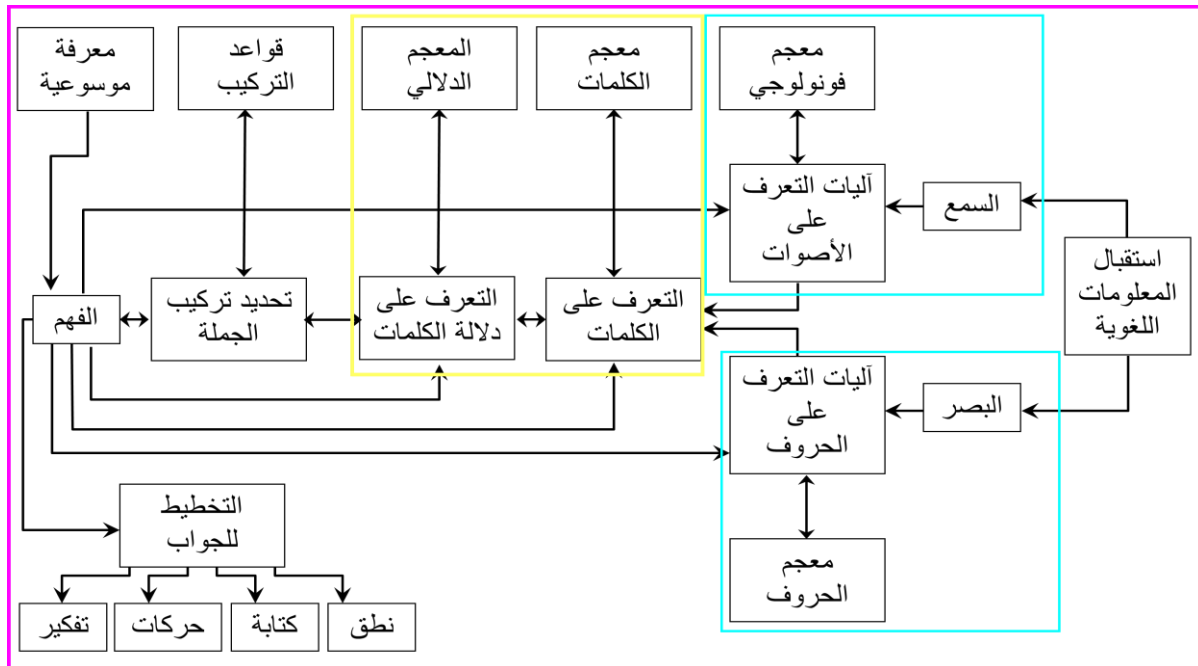 معجم
فونولوجي
معجم
الكلمات
المعجم
الدلالي
قواعد
التركيب
معرفة
موسوعية
آليات التعرف
على
الأصوات
السمع
استقبال
المعلومات
اللغوية
التعرف على
الكلمات
التعرف على
دلالة الكلمات
تحديد تركيب
الجملة
الفهم
آليات التعرف
على
الحروف
البصر
معجم
الحروف
التخطيط
للجواب
نطق
كتابة
حركات
تفكير